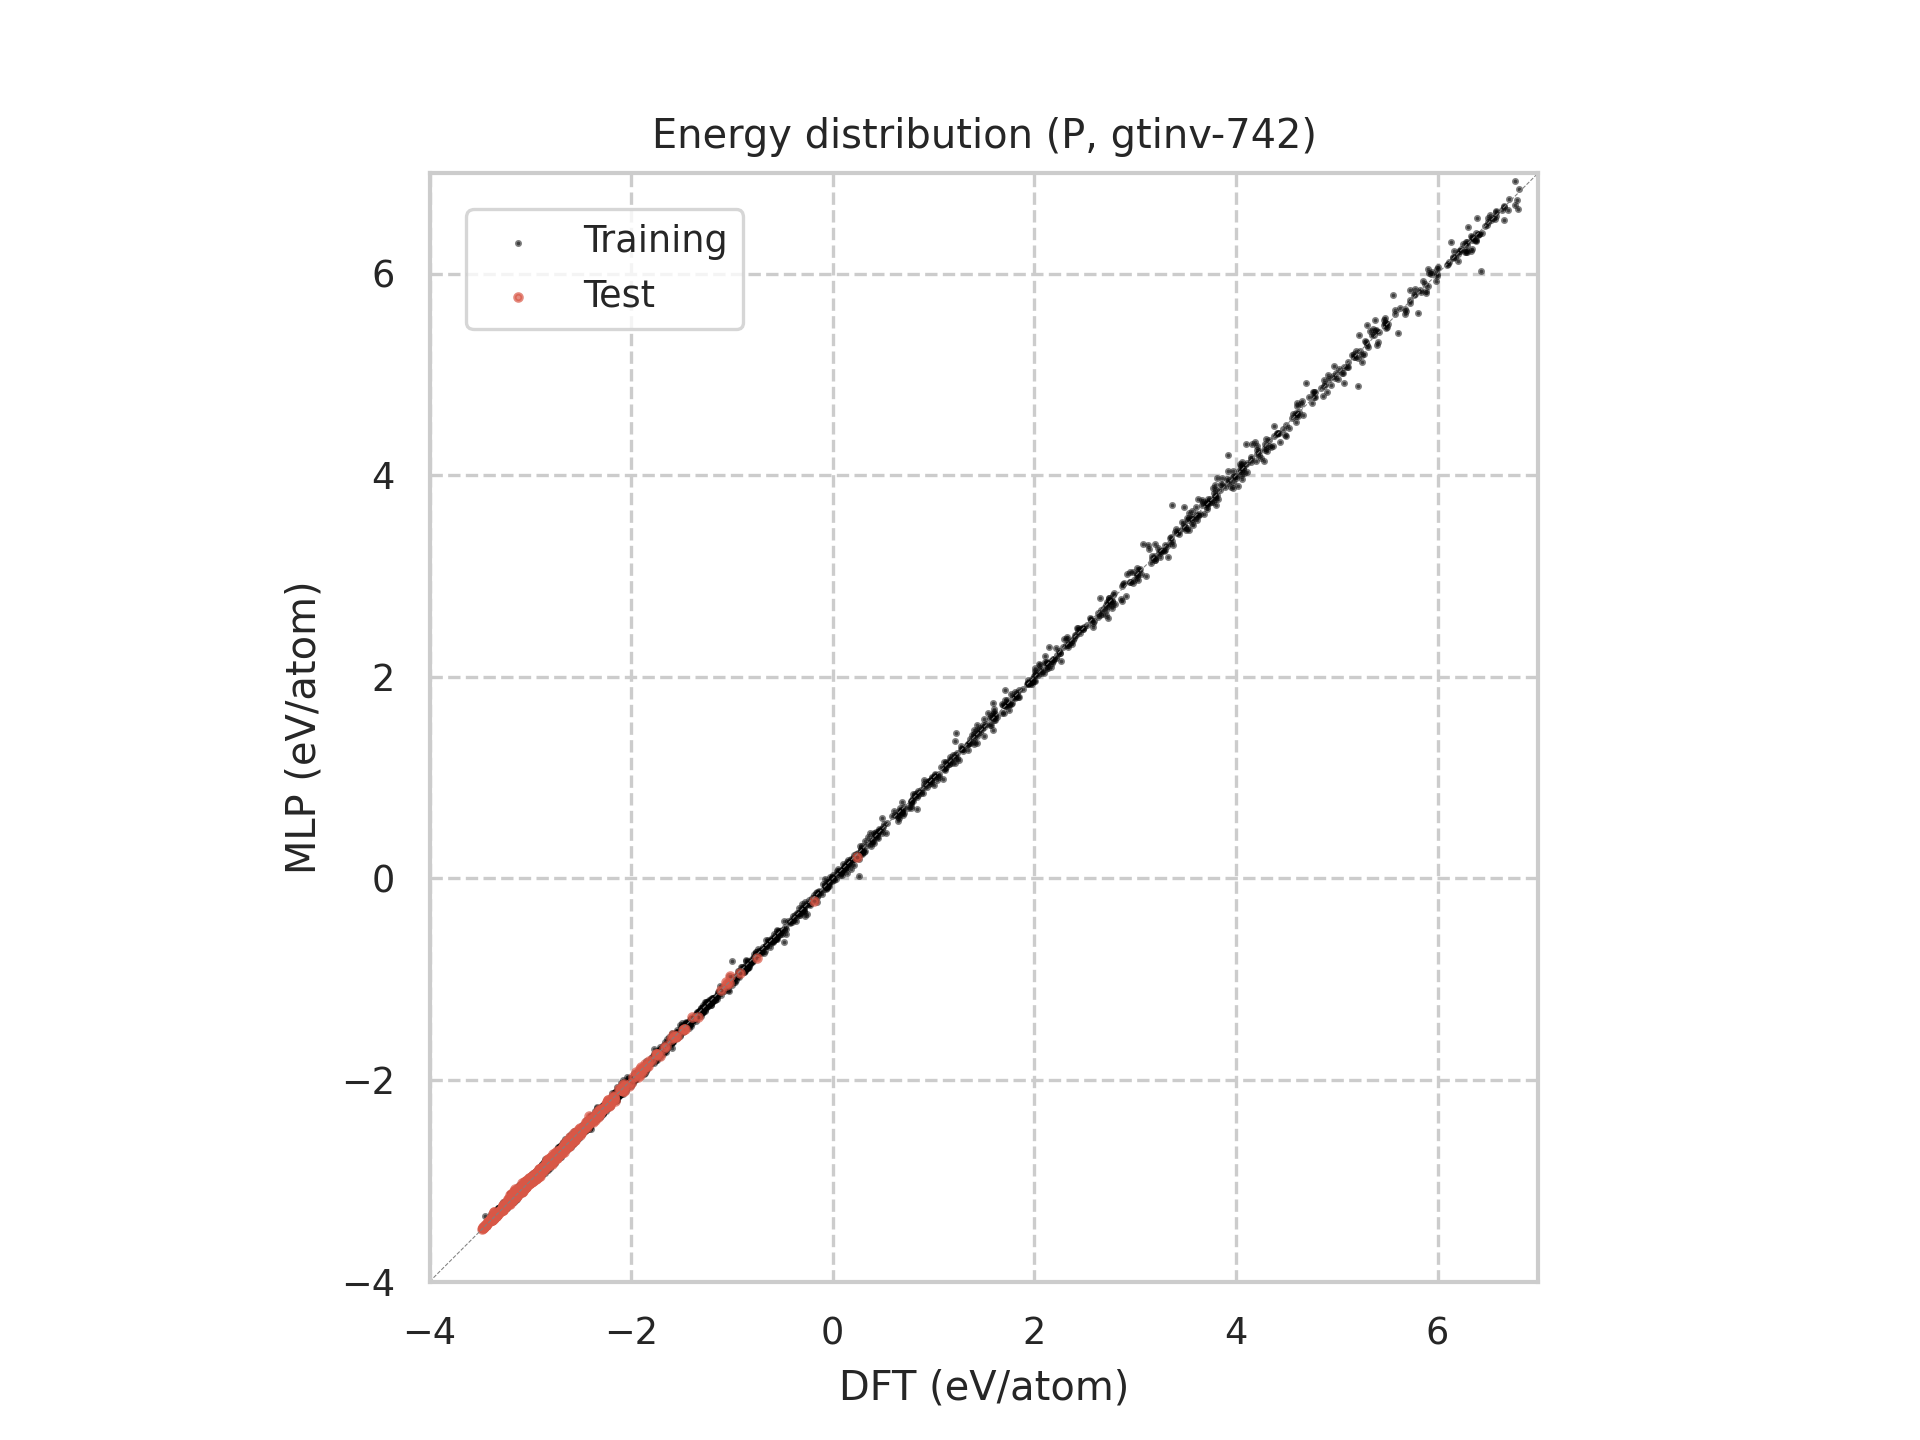 Energy distribution (P, gtinv-742)
Training
Test
MLP (eV/atom)
6
4
2
0
−2
−4
−4 −2 0 2 4 6
DFT (eV/atom)